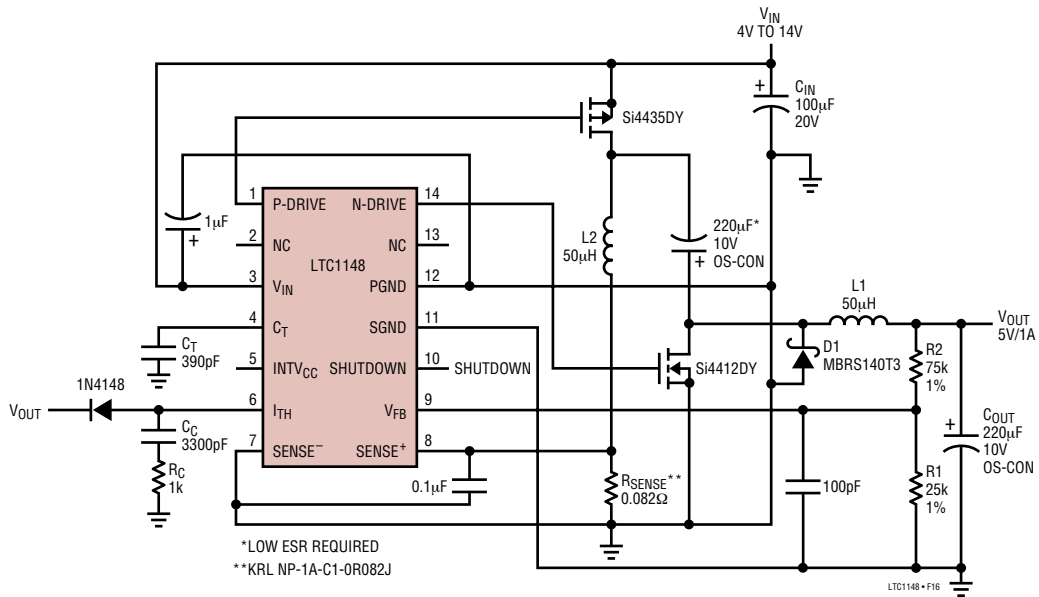 VIN
4V TO 14V
CIN
100µF
20V
+
Si4435DY
1µF
+
1
P-DRIVE
N-DRIVE
14
2
NC
NC
13
LTC1148
3
VIN
PGND
12
4
CT
SGND
11
5
INTVCC
SHUTDOWN
10
SHUTDOWN
6
ITH
VFB
9
7
SENSE−
SENSE+
8
L2
50µH
220µF*
10V
OS-CON
+
L1
50µH
VOUT
5V/1A
D1
MBRS140T3
Si4412DY
R2
75k
1%
CT
390pF
1N4148
VOUT
CC
3300pF
RC
1k
0.1µF
RSENSE**
0.082Ω
100pF
R1
25k
1%
+
COUT
220µF
10V
OS-CON
*LOW ESR REQUIRED
**KRL NP-1A-C1-0R082J
LTC1148 • F16